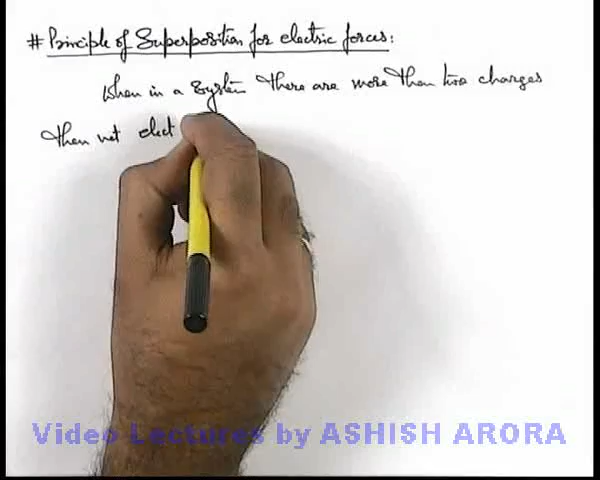 # Principle of Superposition for electric forces:
When in a system there are more than two charges
then net elect
Video Lectures by ASHISH ARORA